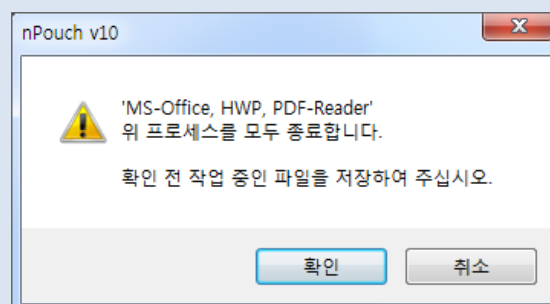 nPouch v10
'MS-Office, HWP, PDF-Reader'
위 프로세스를 모두 종료합니다.
확인 전 작업 중인 파일을 저장하여 주십시오.
확인
취소